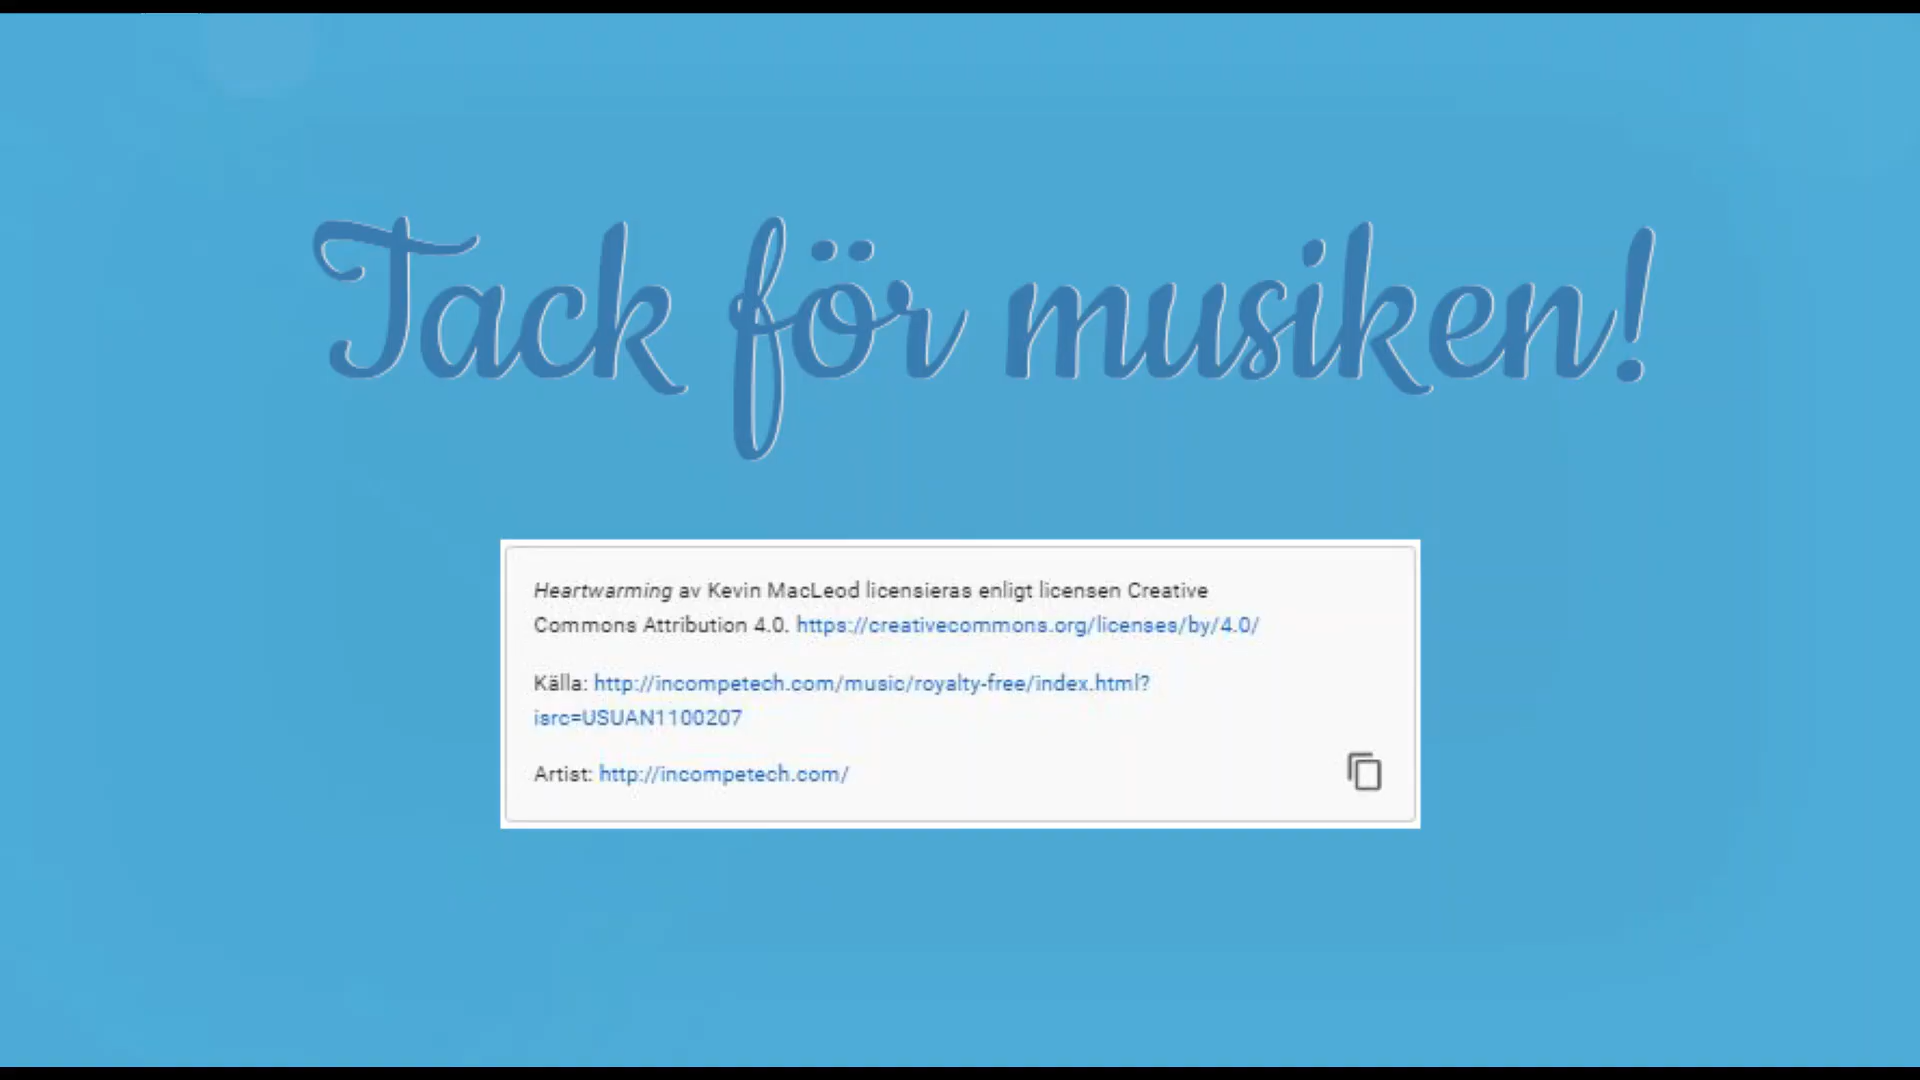 Tack för musiken!
Heartwarming av Kevin MacLeod licensieras enligt licensen Creative
Commons Attribution 4.0. https://creativecommons.org/licenses/by/4.0/
Källa: http://incompetech.com/music/royalty-free/index.html?
isrc=USUAN1100207
Artist: http://incompetech.com/